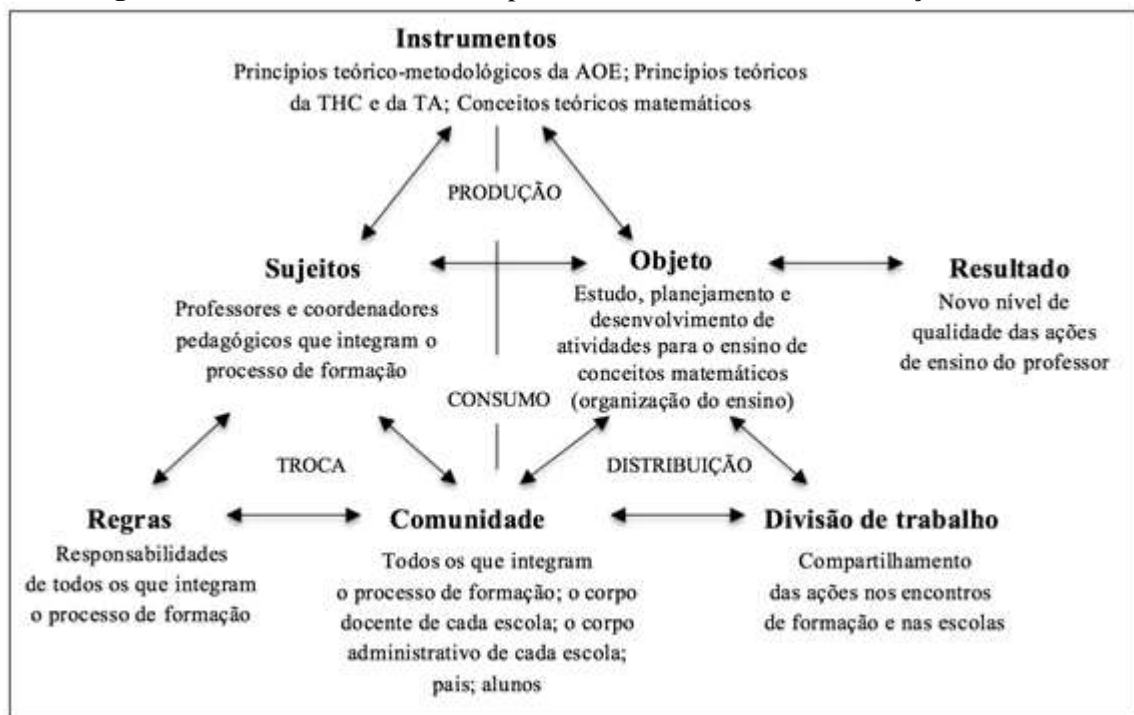 Instrumentos
Princípios teórico-metodológicos da AOE; Princípios teóricos
da THC e da TA; Conceitos teóricos matemáticos
PRODUÇÃO
Sujeitos
Professores e coordenadores
pedagógicos que integram o
processo de formação
Objeto
Estudo, planejamento e
desenvolvimento de
atividades para o ensino de
conceitos matemáticos
(organização do ensino)
Resultado
Novo nível de
qualidade das ações
de ensino do professor
CONSUMO
TROCA
DISTRIBUIÇÃO
Regras
Responsabilidades
de todos os que integram
o processo de formação
Comunidade
Todos os que integram
o processo de formação; o corpo
docente de cada escola; o corpo
administrativo de cada escola;
pais; alunos
Divisão de trabalho
Compartilhamento
das ações nos encontros
de formação e nas escolas